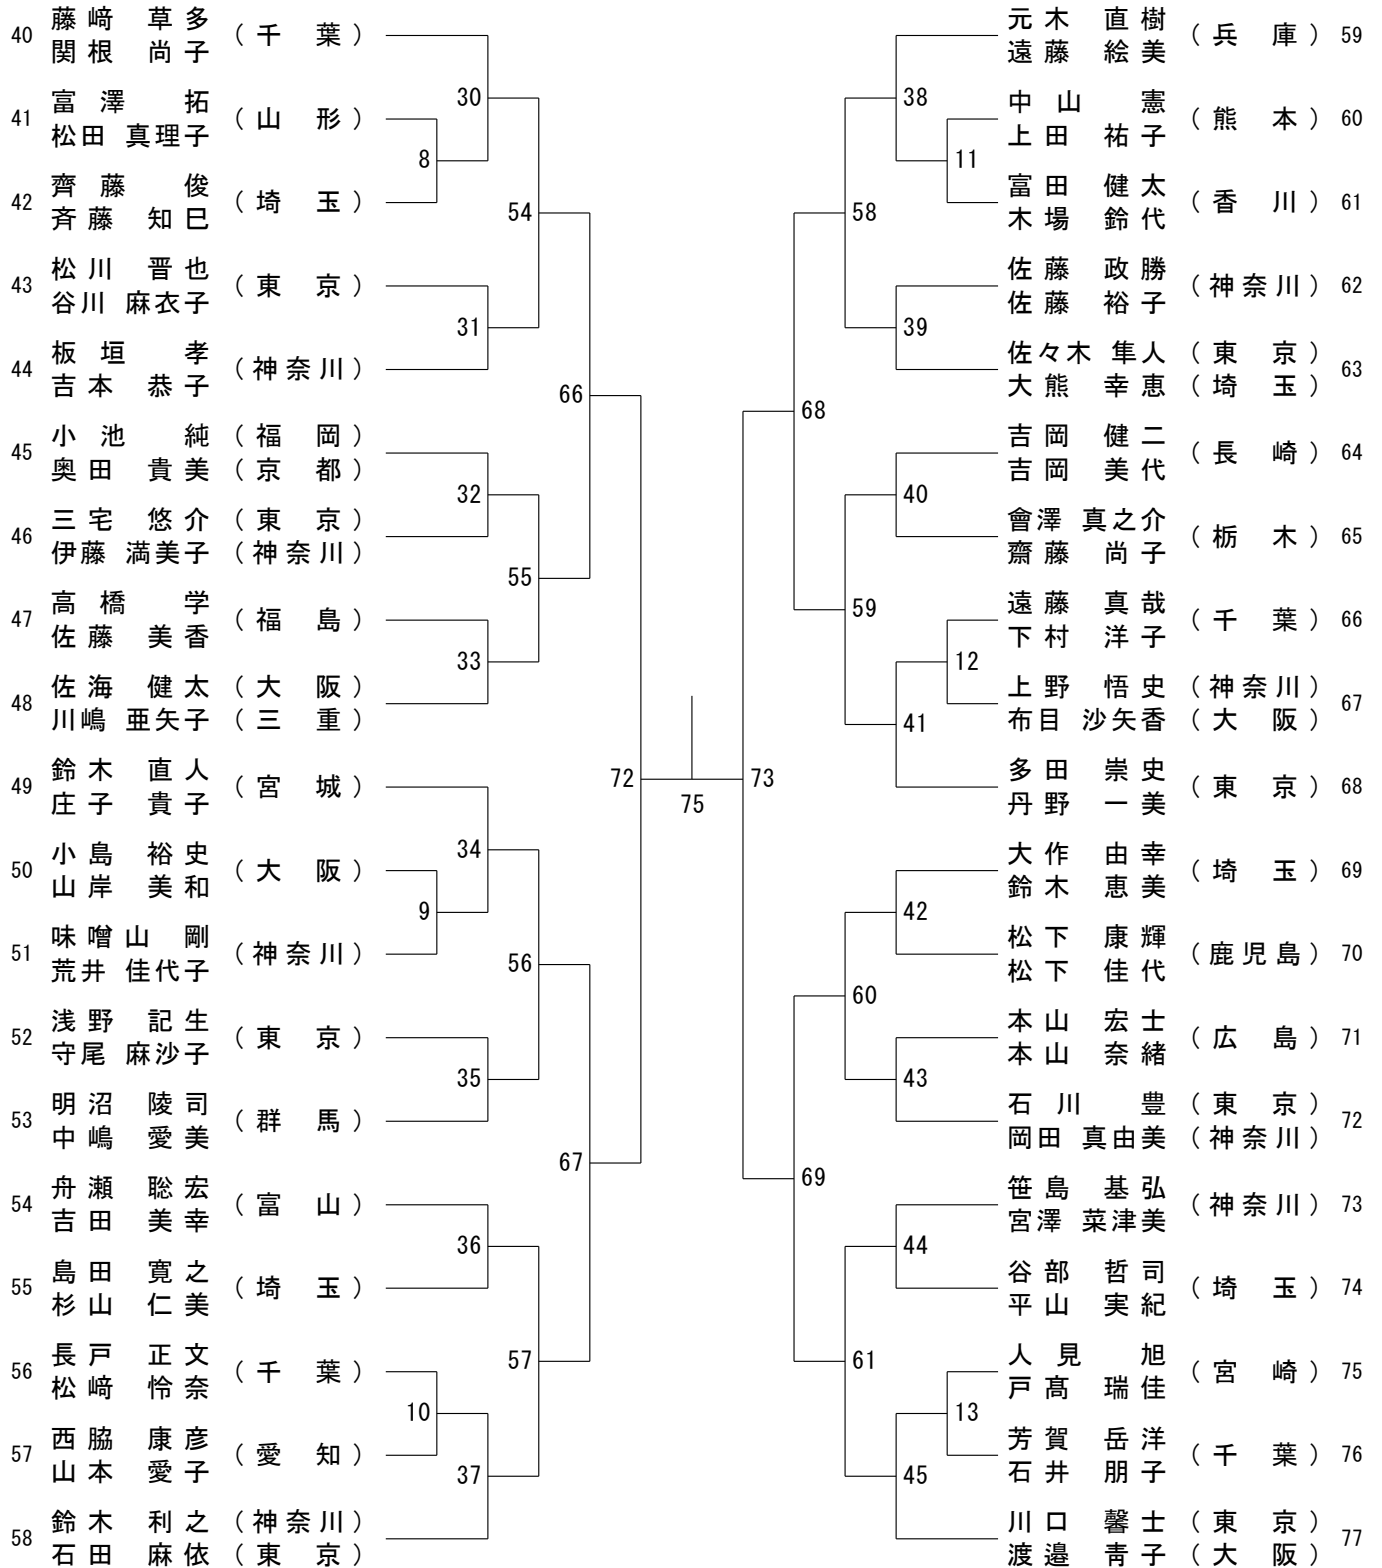 40 藤﨑 草多 (千葉)
関根 尚子
41 富澤 拓 (山形)
松田 真理子
42 齊藤 俊 (埼玉)
斉藤 知巳
43 松川 晋也 (東京)
谷川 麻衣子
44 板垣 孝 (神奈川)
吉本 恭子
45 小池 純 (福岡)
奥田 貴美 (京都)
46 三宅 悠介 (東京)
伊藤 満美子 (神奈川)
47 高橋 学 (福島)
佐藤 美香
48 佐海 健太 (大阪)
川嶋 亜矢子 (三重)
49 鈴木 直人 (宮城)
庄子 貴子
50 小島 裕史 (大阪)
山岸 美和
51 味噌山 剛 (神奈川)
荒井 佳代子
52 浅野 記生 (東京)
守尾 麻沙子
53 明沼 陵司 (群馬)
中嶋 愛美
54 舟瀬 聡宏 (富山)
吉田 美幸
55 島田 寛之 (埼玉)
杉山 仁美
56 長戸 正文 (千葉)
松﨑 怜奈
57 西脇 康彦 (愛知)
山本 愛子
58 鈴木 利之 (神奈川)
石田 麻依 (東京)
8
9
10
30
31
32
33
34
35
36
37
54
55
56
57
66
67
72
75
73
68
69
58
59
60
61
38
39
40
41
42
43
44
45
11
12
13
元木 直樹 (兵庫) 59
遠藤 絵美
中山 憲 (熊本) 60
上田 祐子
富田 健太 (香川) 61
木場 鈴代
佐藤 政勝 (神奈川) 62
佐藤 裕子
佐々木 隼人 (東京) 63
大熊 幸恵 (埼玉)
吉岡 健二 (長崎) 64
吉岡 美代
會澤 真之介 (栃木) 65
齋藤 尚子
遠藤 真哉 (千葉) 66
下村 洋子
上野 悟史 (神奈川) 67
布目 沙矢香 (大阪)
多田 崇史 (東京) 68
丹野 一美
大作 由幸 (埼玉) 69
鈴木 恵美
松下 康輝 (鹿児島) 70
松下 佳代
本山 宏士 (広島) 71
本山 奈緒
石川 豊 (東京) 72
岡田 真由美 (神奈川)
笹島 基弘 (神奈川) 73
宮澤 菜津美
谷部 哲司 (埼玉) 74
平山 実紀
人見 旭 (宮崎) 75
戸髙 瑞佳
芳賀 岳洋 (千葉) 76
石井 朋子
川口 馨士 (東京) 77
渡邉 青子 (大阪)